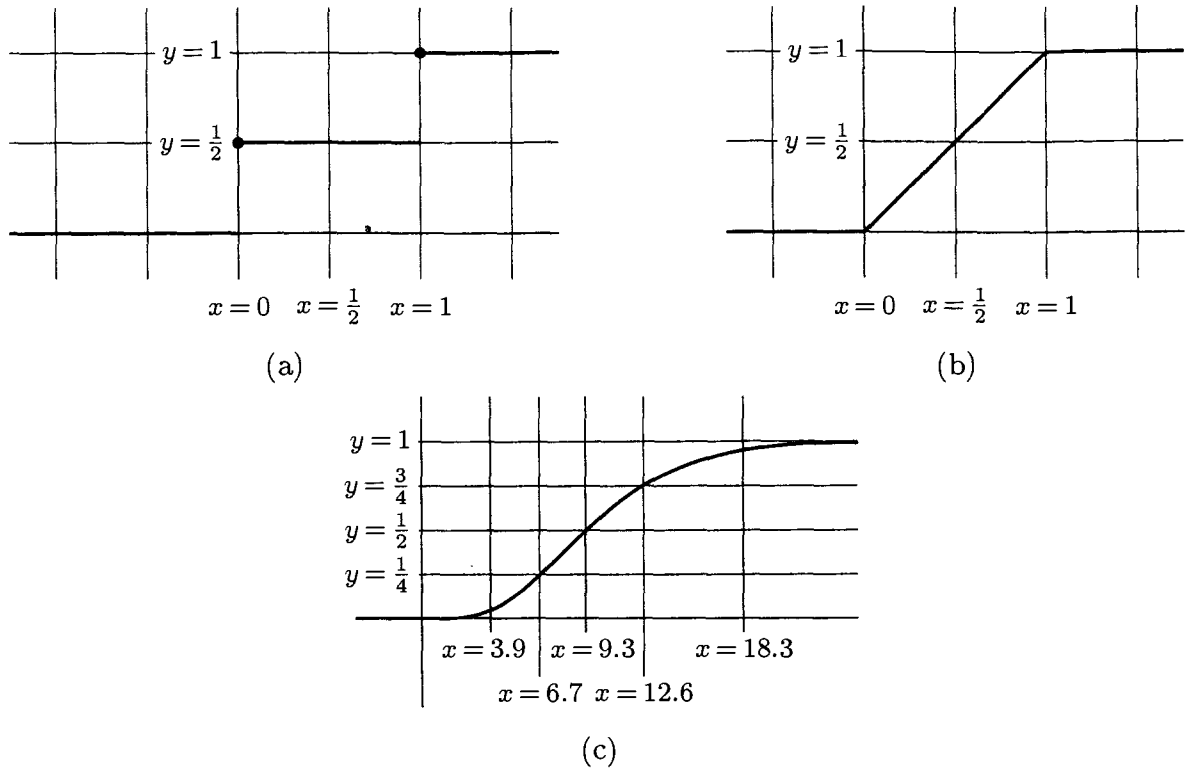 y = 1
y = 1/2
x = 0 x = 1/2 x = 1
(a)
y = 1
y = 1/2
x = 0 x = 1/2 x = 1
(b)
y = 1
y = 3/4
y = 1/2
y = 1/4
x = 3.9 x = 9.3 x = 18.3
x = 6.7 x = 12.6
(c)